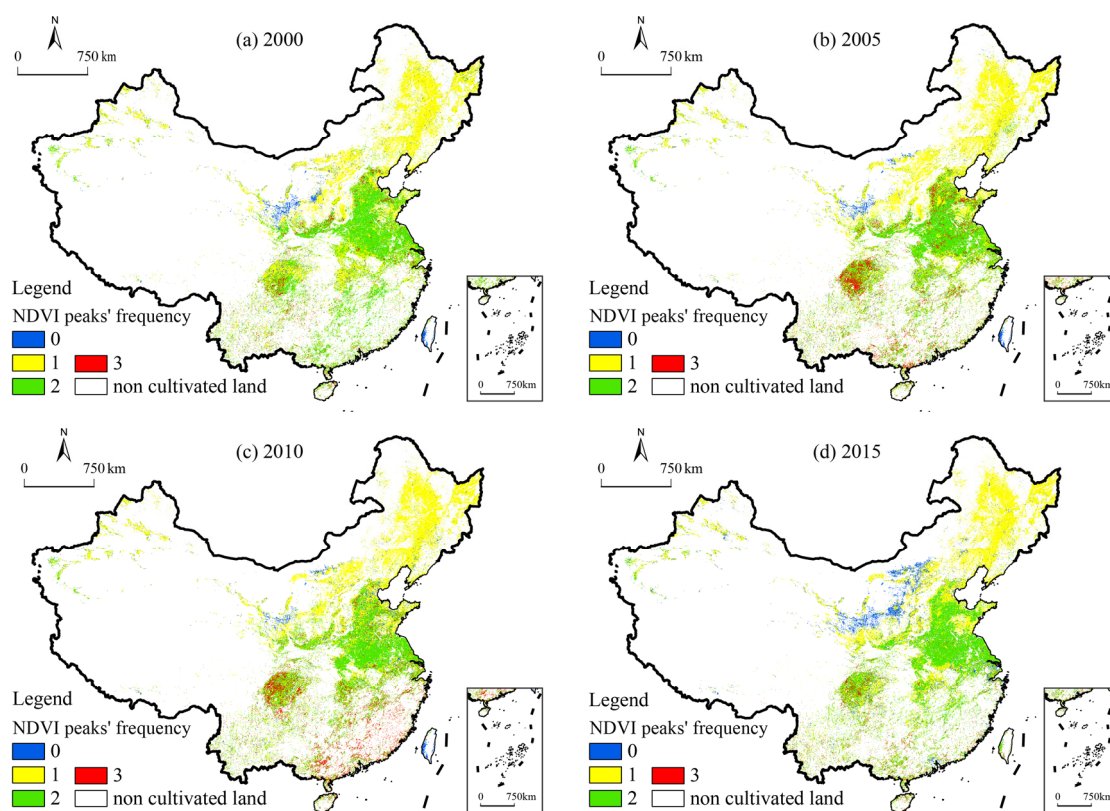 N
(a) 2000
0 750 km
Legend
NDVI peaks' frequency
0
1 3
2 non cultivated land
0 750km
N
(b) 2005
0 750 km
Legend
NDVI peaks' frequency
0
1 3
2 non cultivated land
0 750km
N
(c) 2010
0 750 km
Legend
NDVI peaks' frequency
0
1 3
2 non cultivated land
0 750km
N
(d) 2015
0 750 km
Legend
NDVI peaks' frequency
0
1 3
2 non cultivated land
0 750km